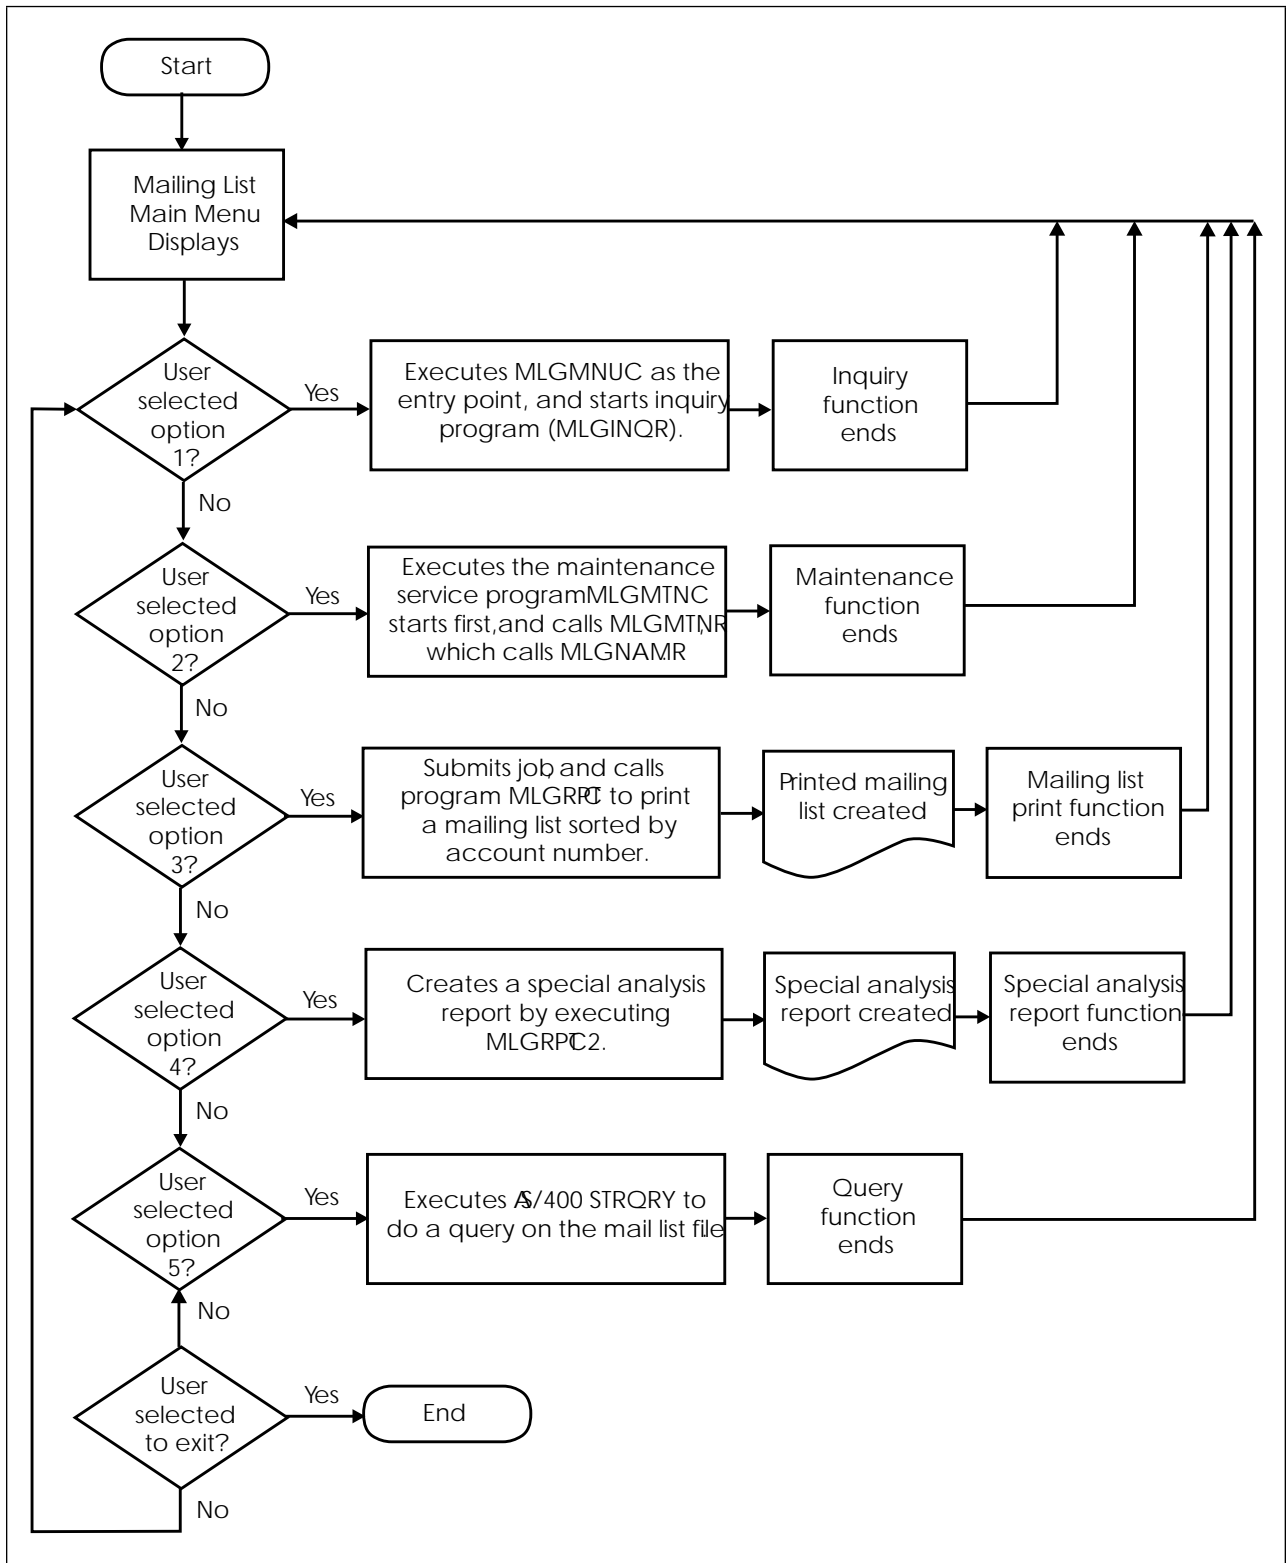 Start
Mailing List
Main Menu
Displays
User
selected
option
1?
Yes
Executes MLGMNUC as the
entry point, and starts inquiry
program (MLGINQR).
Inquiry
function
ends
No
User
selected
option
2?
Yes
Executes the maintenance
service programMLGMTNC
starts first,and calls MLGMTNR,
which calls MLGNAMR.
Maintenance
function
ends
No
User
selected
option
3?
Yes
Submits job, and calls
program MLGRPTC to print
a mailing list sorted by
account number.
Printed mailing
list created
Mailing list
print function
ends
No
User
selected
option
4?
Yes
Creates a special analysis
report by executing
MLGRPTC2.
Special analysis
report created
Special analysis
report function
ends
No
User
selected
option
5?
Yes
Executes AS/400 STRQRY to
do a query on the mail list file.
Query
function
ends
No
User
selected
to exit?
Yes
End
No